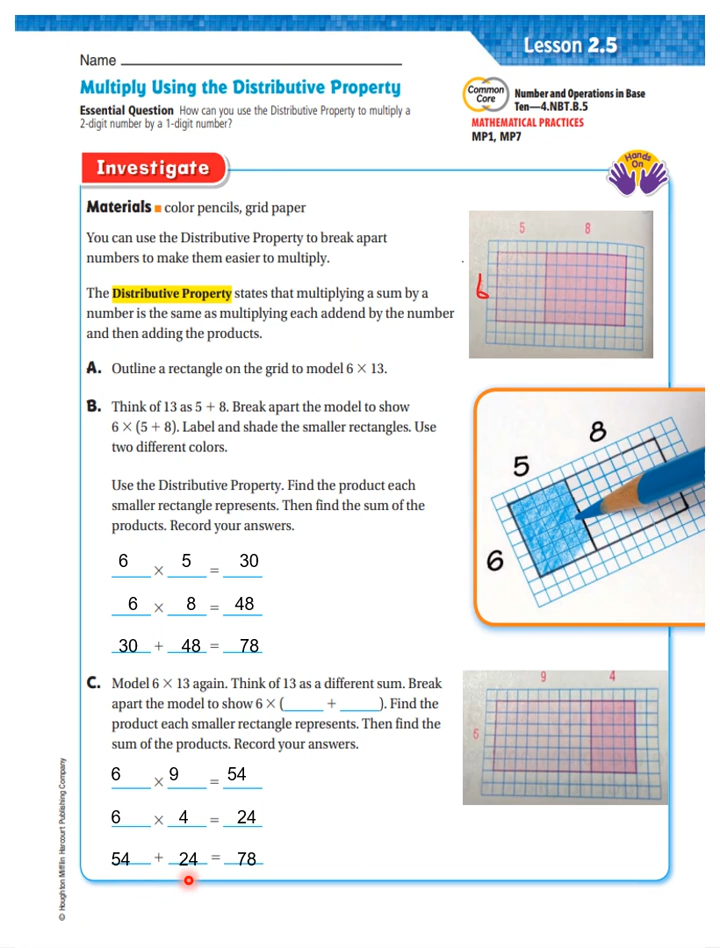 Lesson 2.5
Name
Multiply Using the Distributive Property
Essential Question How can you use the Distributive Property to multiply a
2-digit number by a 1-digit number?
Common
Core
Number and Operations in Base
Ten—4.NBT.B.5
MATHEMATICAL PRACTICES
MP1, MP7
Investigate
Hands
On
Materials ■ color pencils, grid paper
You can use the Distributive Property to break apart
numbers to make them easier to multiply.
The Distributive Property states that multiplying a sum by a
number is the same as multiplying each addend by the number
and then adding the products.
5 8
6
A. Outline a rectangle on the grid to model 6 × 13.
B. Think of 13 as 5 + 8. Break apart the model to show
6 × (5 + 8). Label and shade the smaller rectangles. Use
two different colors.
Use the Distributive Property. Find the product each
smaller rectangle represents. Then find the sum of the
products. Record your answers.
8
5
6
6 × 5 = 30
6 × 8 = 48
30 + 48 = 78
C. Model 6 × 13 again. Think of 13 as a different sum. Break
apart the model to show 6 × (_____ + _____). Find the
product each smaller rectangle represents. Then find the
sum of the products. Record your answers.
9 4
6
6 × 9 = 54
6 × 4 = 24
54 + 24 = 78
© Houghton Mifflin Harcourt Publishing Company